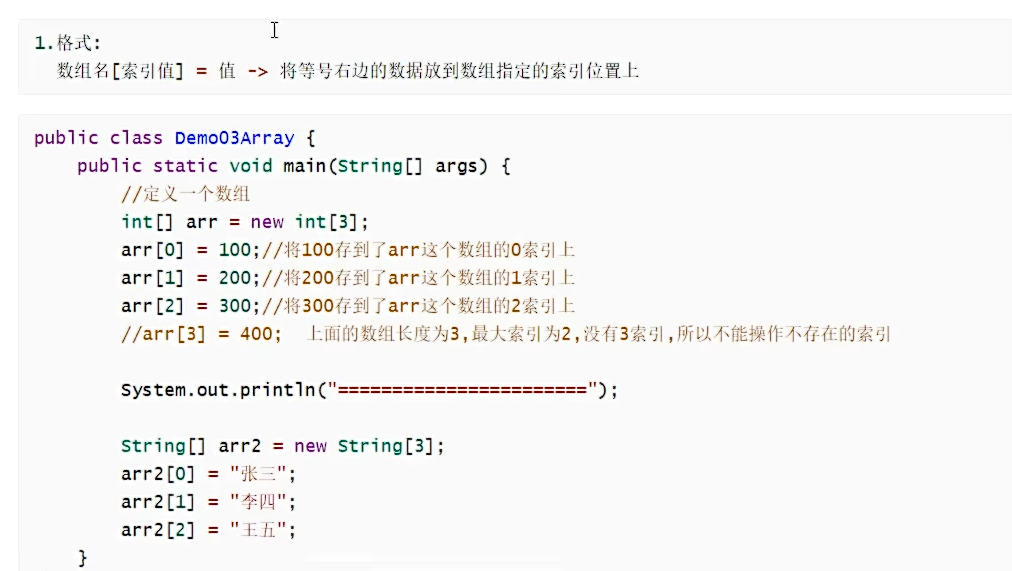 1.格式:
数组名[索引值] = 值 -> 将等号右边的数据放到数组指定的索引位置上
public class Demo03Array {
    public static void main(String[] args) {
        //定义一个数组
        int[] arr = new int[3];
        arr[0] = 100;//将100存到了arr这个数组的0索引上
        arr[1] = 200;//将200存到了arr这个数组的1索引上
        arr[2] = 300;//将300存到了arr这个数组的2索引上
        //arr[3] = 400;  上面的数组长度为3,最大索引为2,没有3索引,所以不能操作不存在的索引
        System.out.println("=======================");
        String[] arr2 = new String[3];
        arr2[0] = "张三";
        arr2[1] = "李四";
        arr2[2] = "王五";
    }